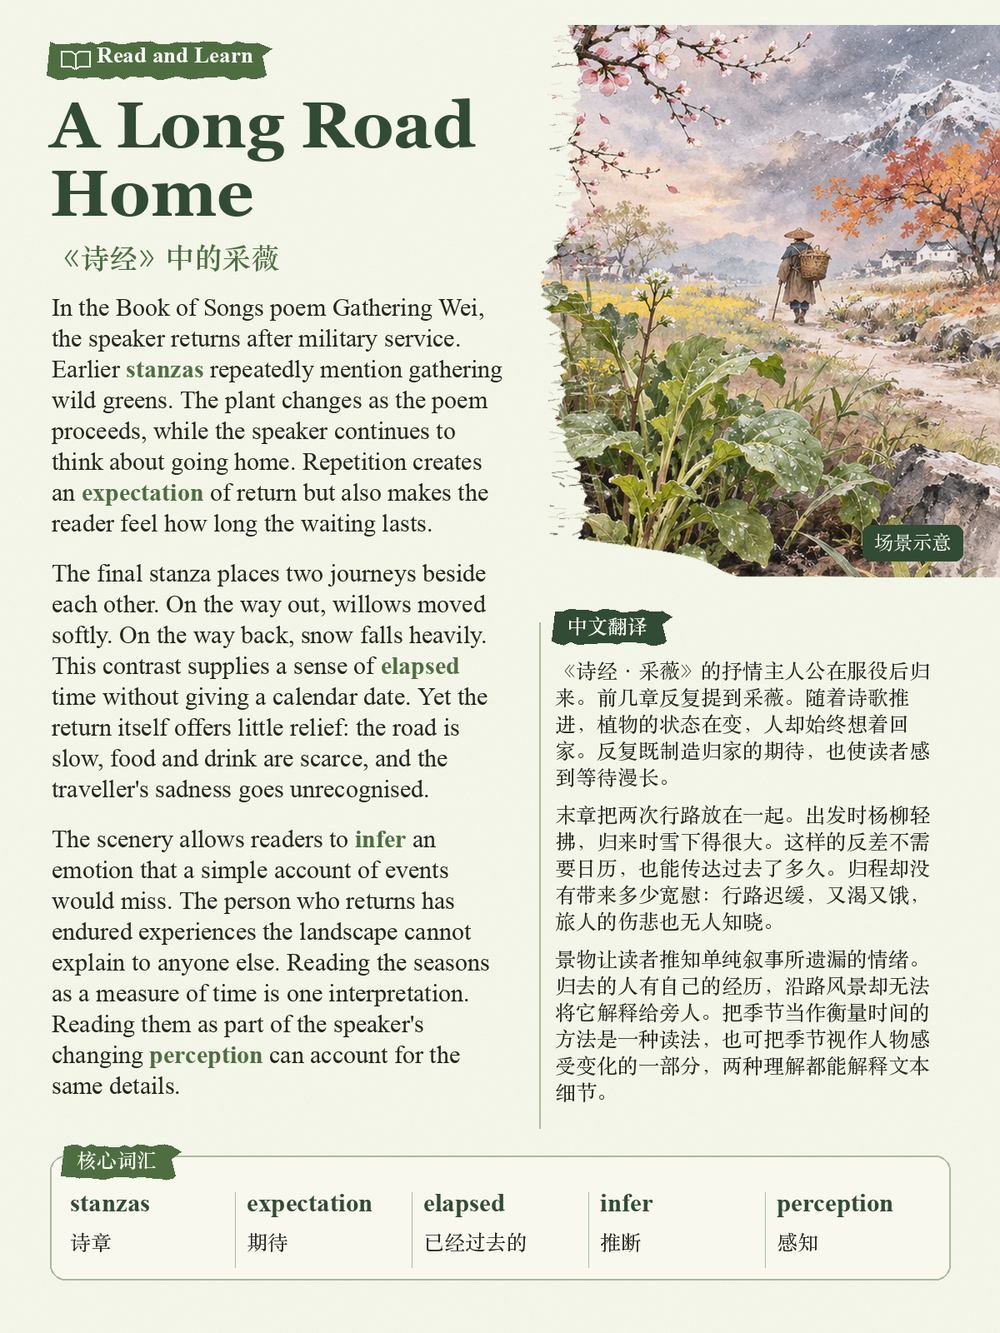 Read and Learn
A Long Road
Home
《诗经》中的采薇
In the Book of Songs poem Gathering Wei,
the speaker returns after military service.
Earlier stanzas repeatedly mention gathering
wild greens. The plant changes as the poem
proceeds, while the speaker continues to
think about going home. Repetition creates
an expectation of return but also makes the
reader feel how long the waiting lasts.
The final stanza places two journeys beside
each other. On the way out, willows moved
softly. On the way back, snow falls heavily.
This contrast supplies a sense of elapsed
time without giving a calendar date. Yet the
return itself offers little relief: the road is
slow, food and drink are scarce, and the
traveller's sadness goes unrecognised.
The scenery allows readers to infer an
emotion that a simple account of events
would miss. The person who returns has
endured experiences the landscape cannot
explain to anyone else. Reading the seasons
as a measure of time is one interpretation.
Reading them as part of the speaker's
changing perception can account for the
same details.
场景示意
中文翻译
《诗经·采薇》的抒情主人公在服役后归
来。前几章反复提到采薇。随着诗歌推
进，植物的状态在变，人却始终想着回
家。反复既制造归家的期待，也使读者感
到等待漫长。
末章把两次行路放在一起。出发时杨柳轻
拂，归来时雪下得很大。这样的反差不需
要日历，也能传达过去了多久。归程却没
有带来多少宽慰：行路迟缓，又渴又饿，
旅人的伤悲也无人知晓。
景物让读者推知单纯叙事所遗漏的情绪。
归去的人有自己的经历，沿路风景却无法
将它解释给旁人。把季节当作衡量时间的
方法是一种读法，也可把季节视作人物感
受变化的一部分，两种理解都能解释文本
细节。
核心词汇
stanzas
诗章
expectation
期待
elapsed
已经过去的
infer
推断
perception
感知